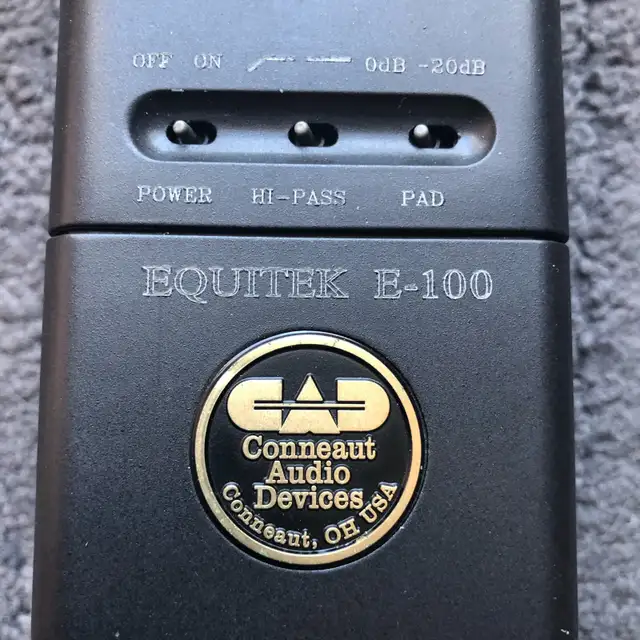 OFF ON 0dB -20dB
POWER HI-PASS PAD
EQUITEK E-100
CAD
Conneaut
Audio
Devices
Conneaut, OH USA